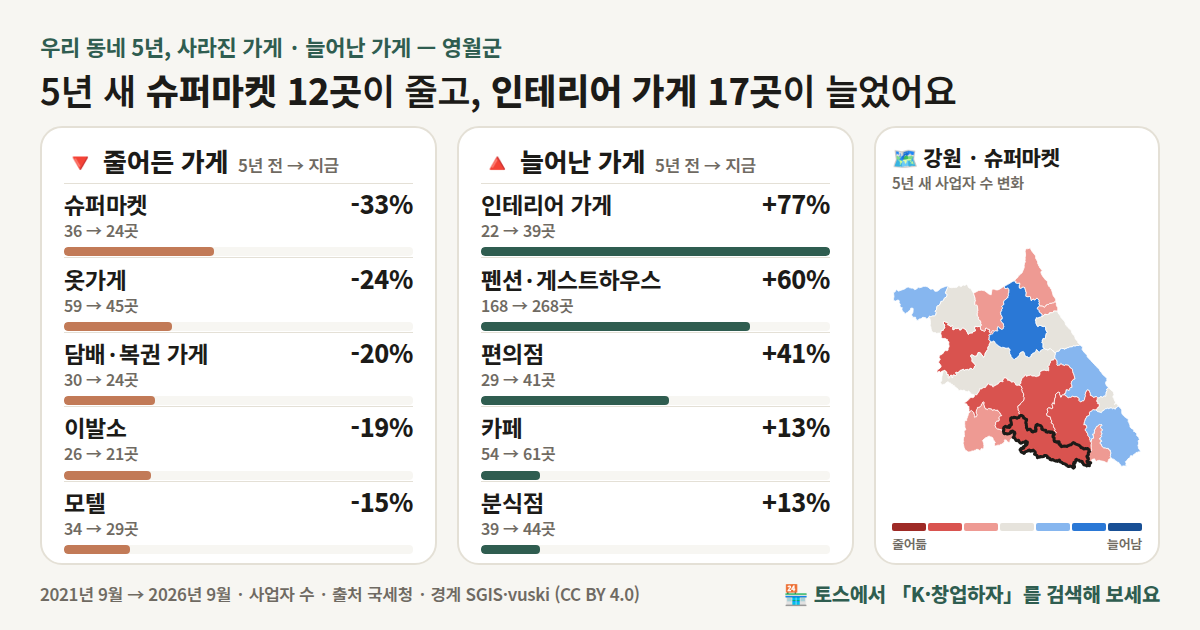 우리 동네 5년, 사라진 가게 · 늘어난 가게 — 영월군
5년 새 슈퍼마켓 12곳이 줄고, 인테리어 가게 17곳이 늘었어요
줄어든 가게 5년 전 → 지금
슈퍼마켓 -33%
36 → 24곳
옷가게 -24%
59 → 45곳
담배·복권 가게 -20%
30 → 24곳
이발소 -19%
26 → 21곳
모텔 -15%
34 → 29곳
늘어난 가게 5년 전 → 지금
인테리어 가게 +77%
22 → 39곳
펜션·게스트하우스 +60%
168 → 268곳
편의점 +41%
29 → 41곳
카페 +13%
54 → 61곳
분식점 +13%
39 → 44곳
강원 · 슈퍼마켓
5년 새 사업자 수 변화
줄어듦 늘어남
2021년 9월 → 2026년 9월 · 사업자 수 · 출처 국세청 · 경계 SGIS·vuski (CC BY 4.0)
토스에서 「K·창업하자」를 검색해 보세요